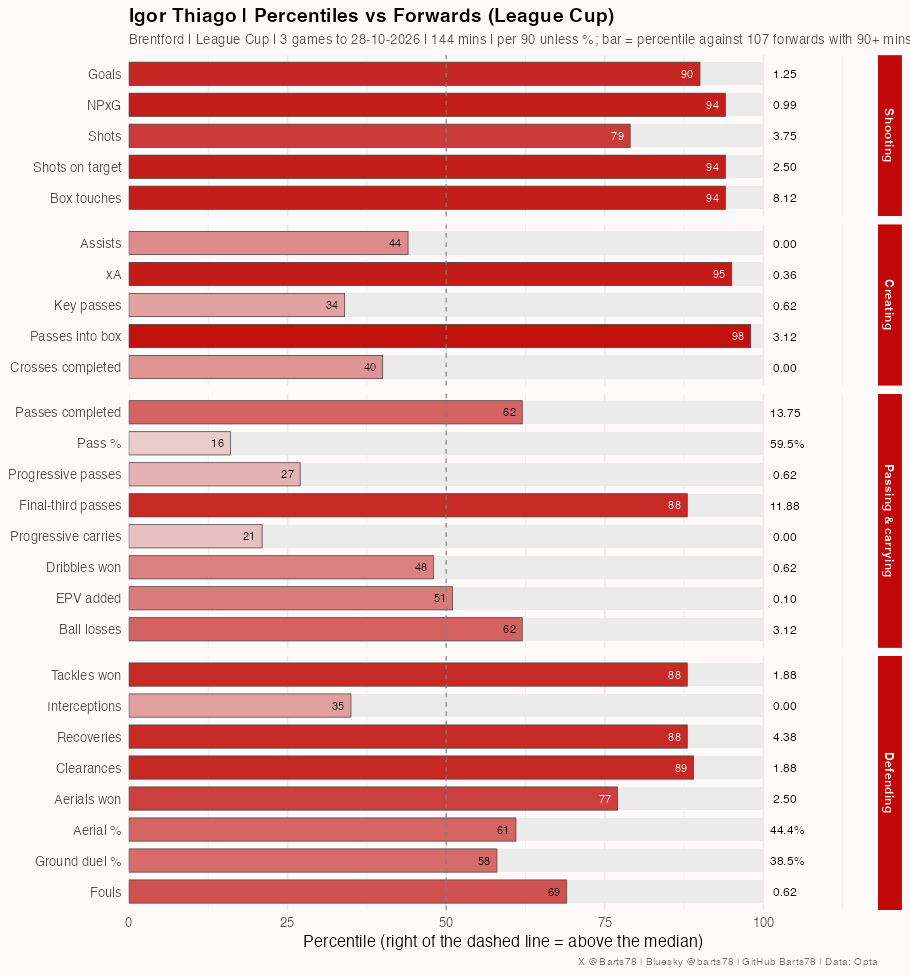 Igor Thiago | Percentiles vs Forwards (League Cup)
Brentford | League Cup | 3 games to 28-10-2026 | 144 mins | per 90 unless %; bar = percentile against 107 forwards with 90+ mins
Goals 90 1.25
NPxG 94 0.99
Shots 79 3.75
Shots on target 94 2.50
Box touches 94 8.12
Shooting
Assists 44 0.00
xA 95 0.36
Key passes 34 0.62
Passes into box 98 3.12
Crosses completed 40 0.00
Creating
Passes completed 62 13.75
Pass % 16 59.5%
Progressive passes 27 0.62
Final-third passes 88 11.88
Progressive carries 21 0.00
Dribbles won 48 0.62
EPV added 51 0.10
Ball losses 62 3.12
Passing & carrying
Tackles won 88 1.88
Interceptions 35 0.00
Recoveries 88 4.38
Clearances 89 1.88
Aerials won 77 2.50
Aerial % 61 44.4%
Ground duel % 58 38.5%
Fouls 69 0.62
Defending
0 25 50 75 100
Percentile (right of the dashed line = above the median)
X @Barts78 | Bluesky @barts78 | GitHub Barts78 | Data: Opta